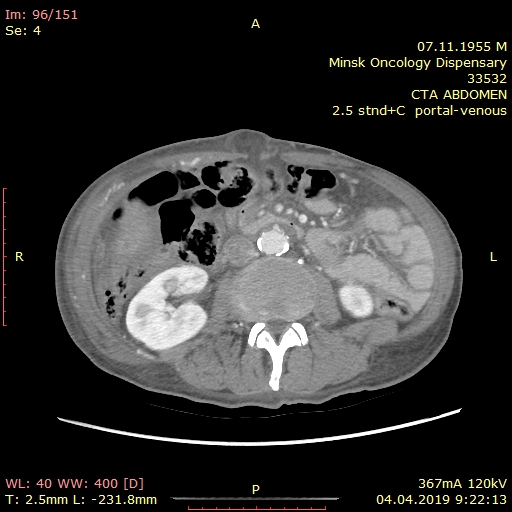 Im: 96/151
Se: 4
A
07.11.1955 M
Minsk Oncology Dispensary
33532
CTA ABDOMEN
2.5 stnd+C portal-venous
R
L
WL: 40 WW: 400 [D]
T: 2.5mm L: -231.8mm
P
367mA 120kV
04.04.2019 9:22:13